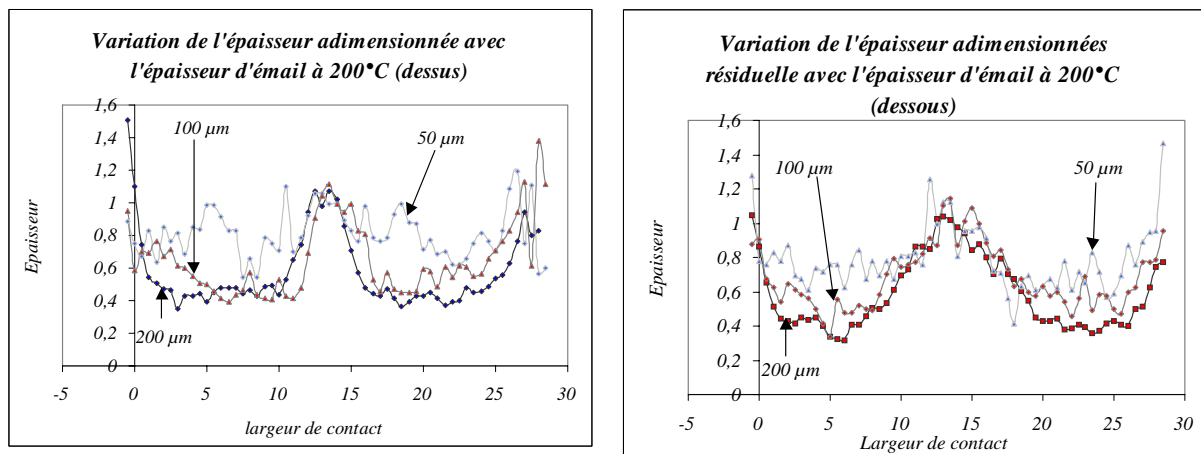 Variation de l'épaisseur adimensionnée avec
l'épaisseur d'émail à 200°C (dessus)
1,6
1,4
1,2
1
0,8
0,6
0,4
0,2
0
-5
0
5
10
15
20
25
30
Epaisseur
largeur de contact
100 µm
50 µm
200 µm
Variation de l'épaisseur adimensionnées
résiduelle avec l'épaisseur d'émail à 200°C
(dessous)
1,6
1,4
1,2
1
0,8
0,6
0,4
0,2
0
-5
0
5
10
15
20
25
30
Epaisseur
Largeur de contact
100 µm
50 µm
200 µm